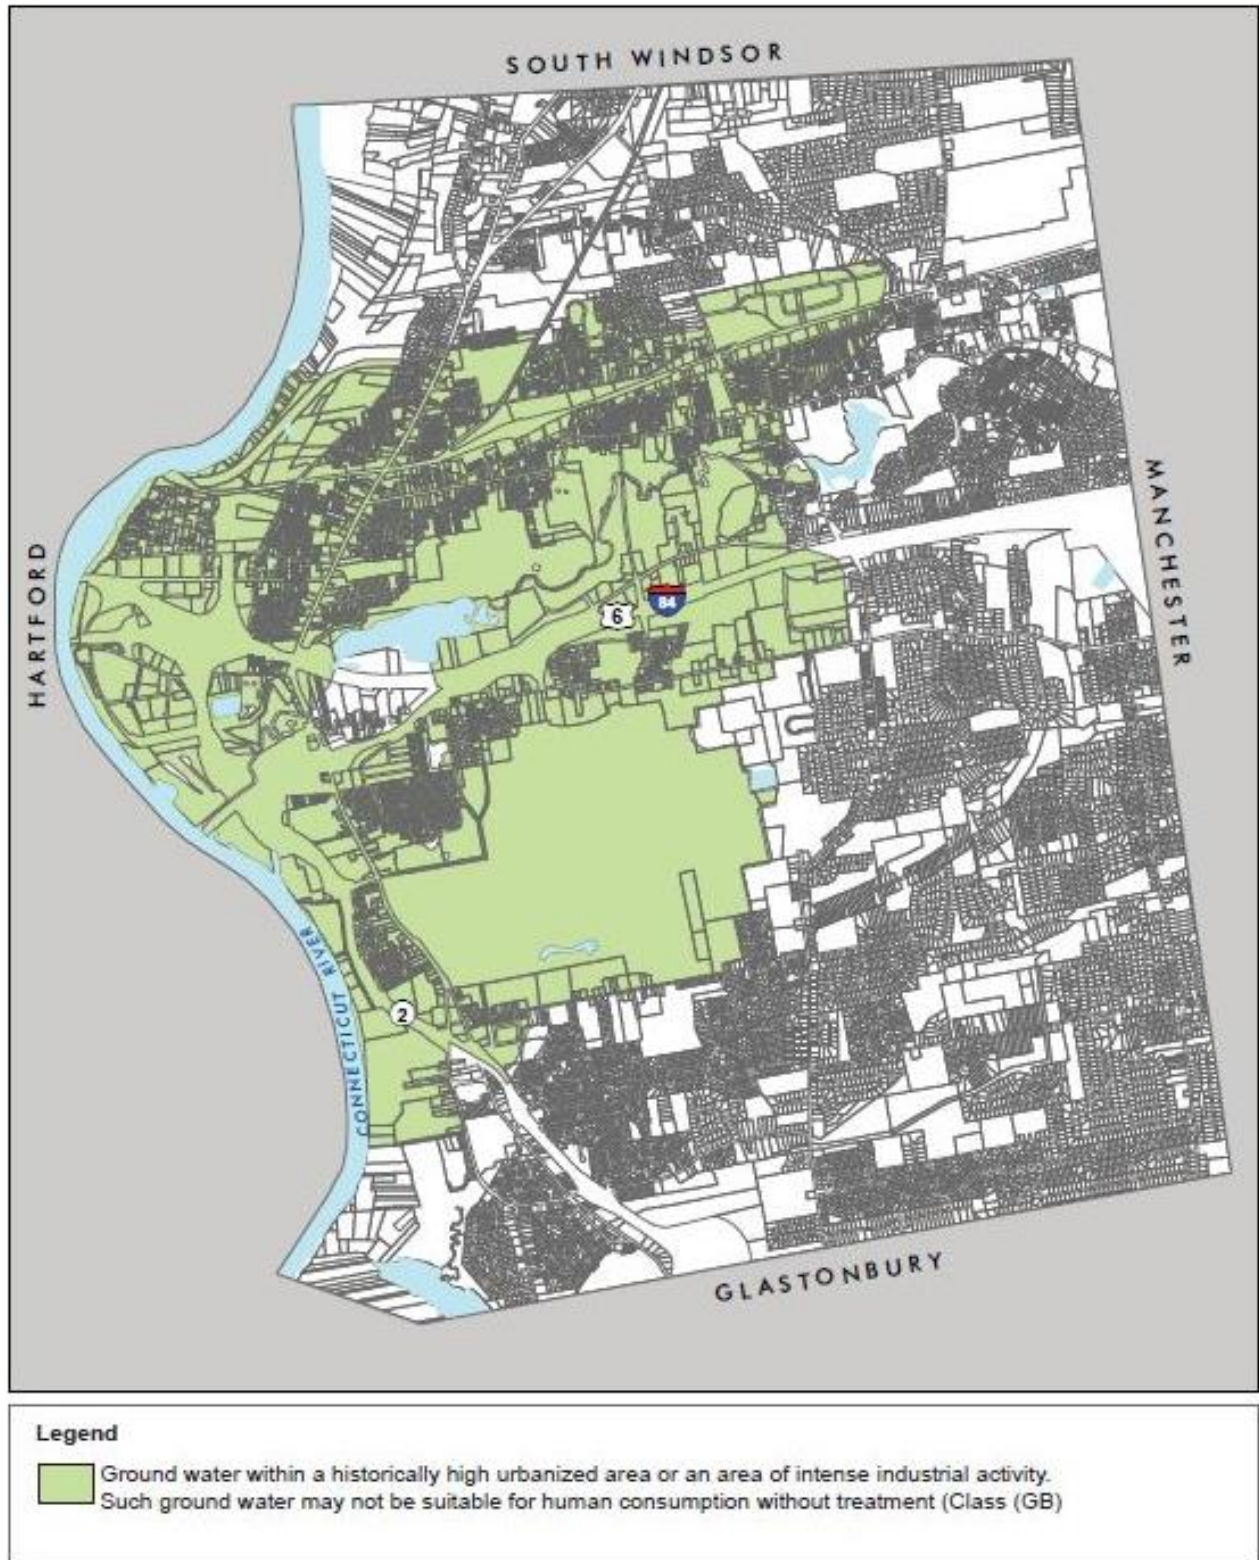 SOUTH WINDSOR
HARTFORD
MANCHESTER
6
84
CONNECTICUT RIVER
2
GLASTONBURY
Legend
Ground water within a historically high urbanized area or an area of intense industrial activity.
Such ground water may not be suitable for human consumption without treatment (Class (GB)